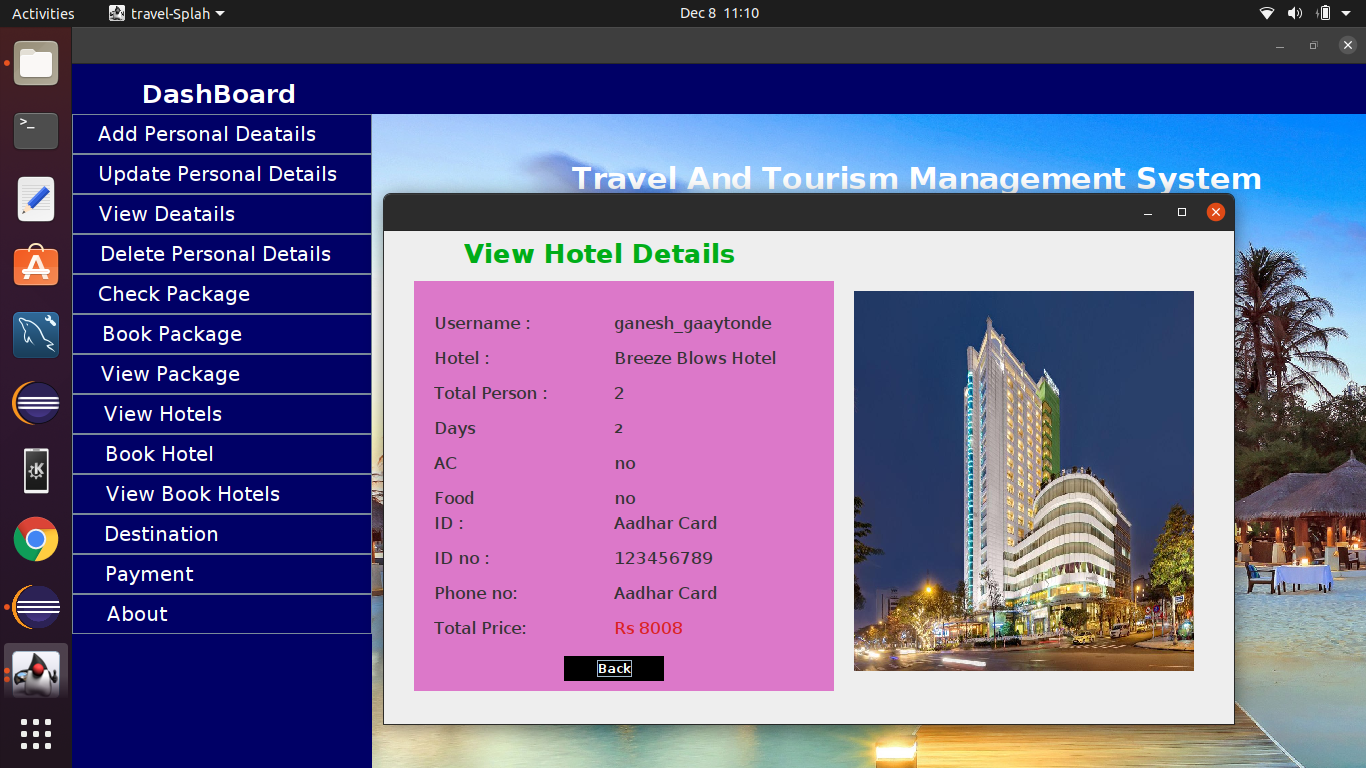 Activities travel-Splah Dec 8 11:10
DashBoard
Add Personal Deatails
Update Personal Details
View Deatails
Delete Personal Details
Check Package
Book Package
View Package
View Hotels
Book Hotel
View Book Hotels
Destination
Payment
About
Travel And Tourism Management System
View Hotel Details
Username : ganesh_gaaytonde
Hotel : Breeze Blows Hotel
Total Person : 2
Days 2
AC no
Food no
ID : Aadhar Card
ID no : 123456789
Phone no: Aadhar Card
Total Price: Rs 8008
Back